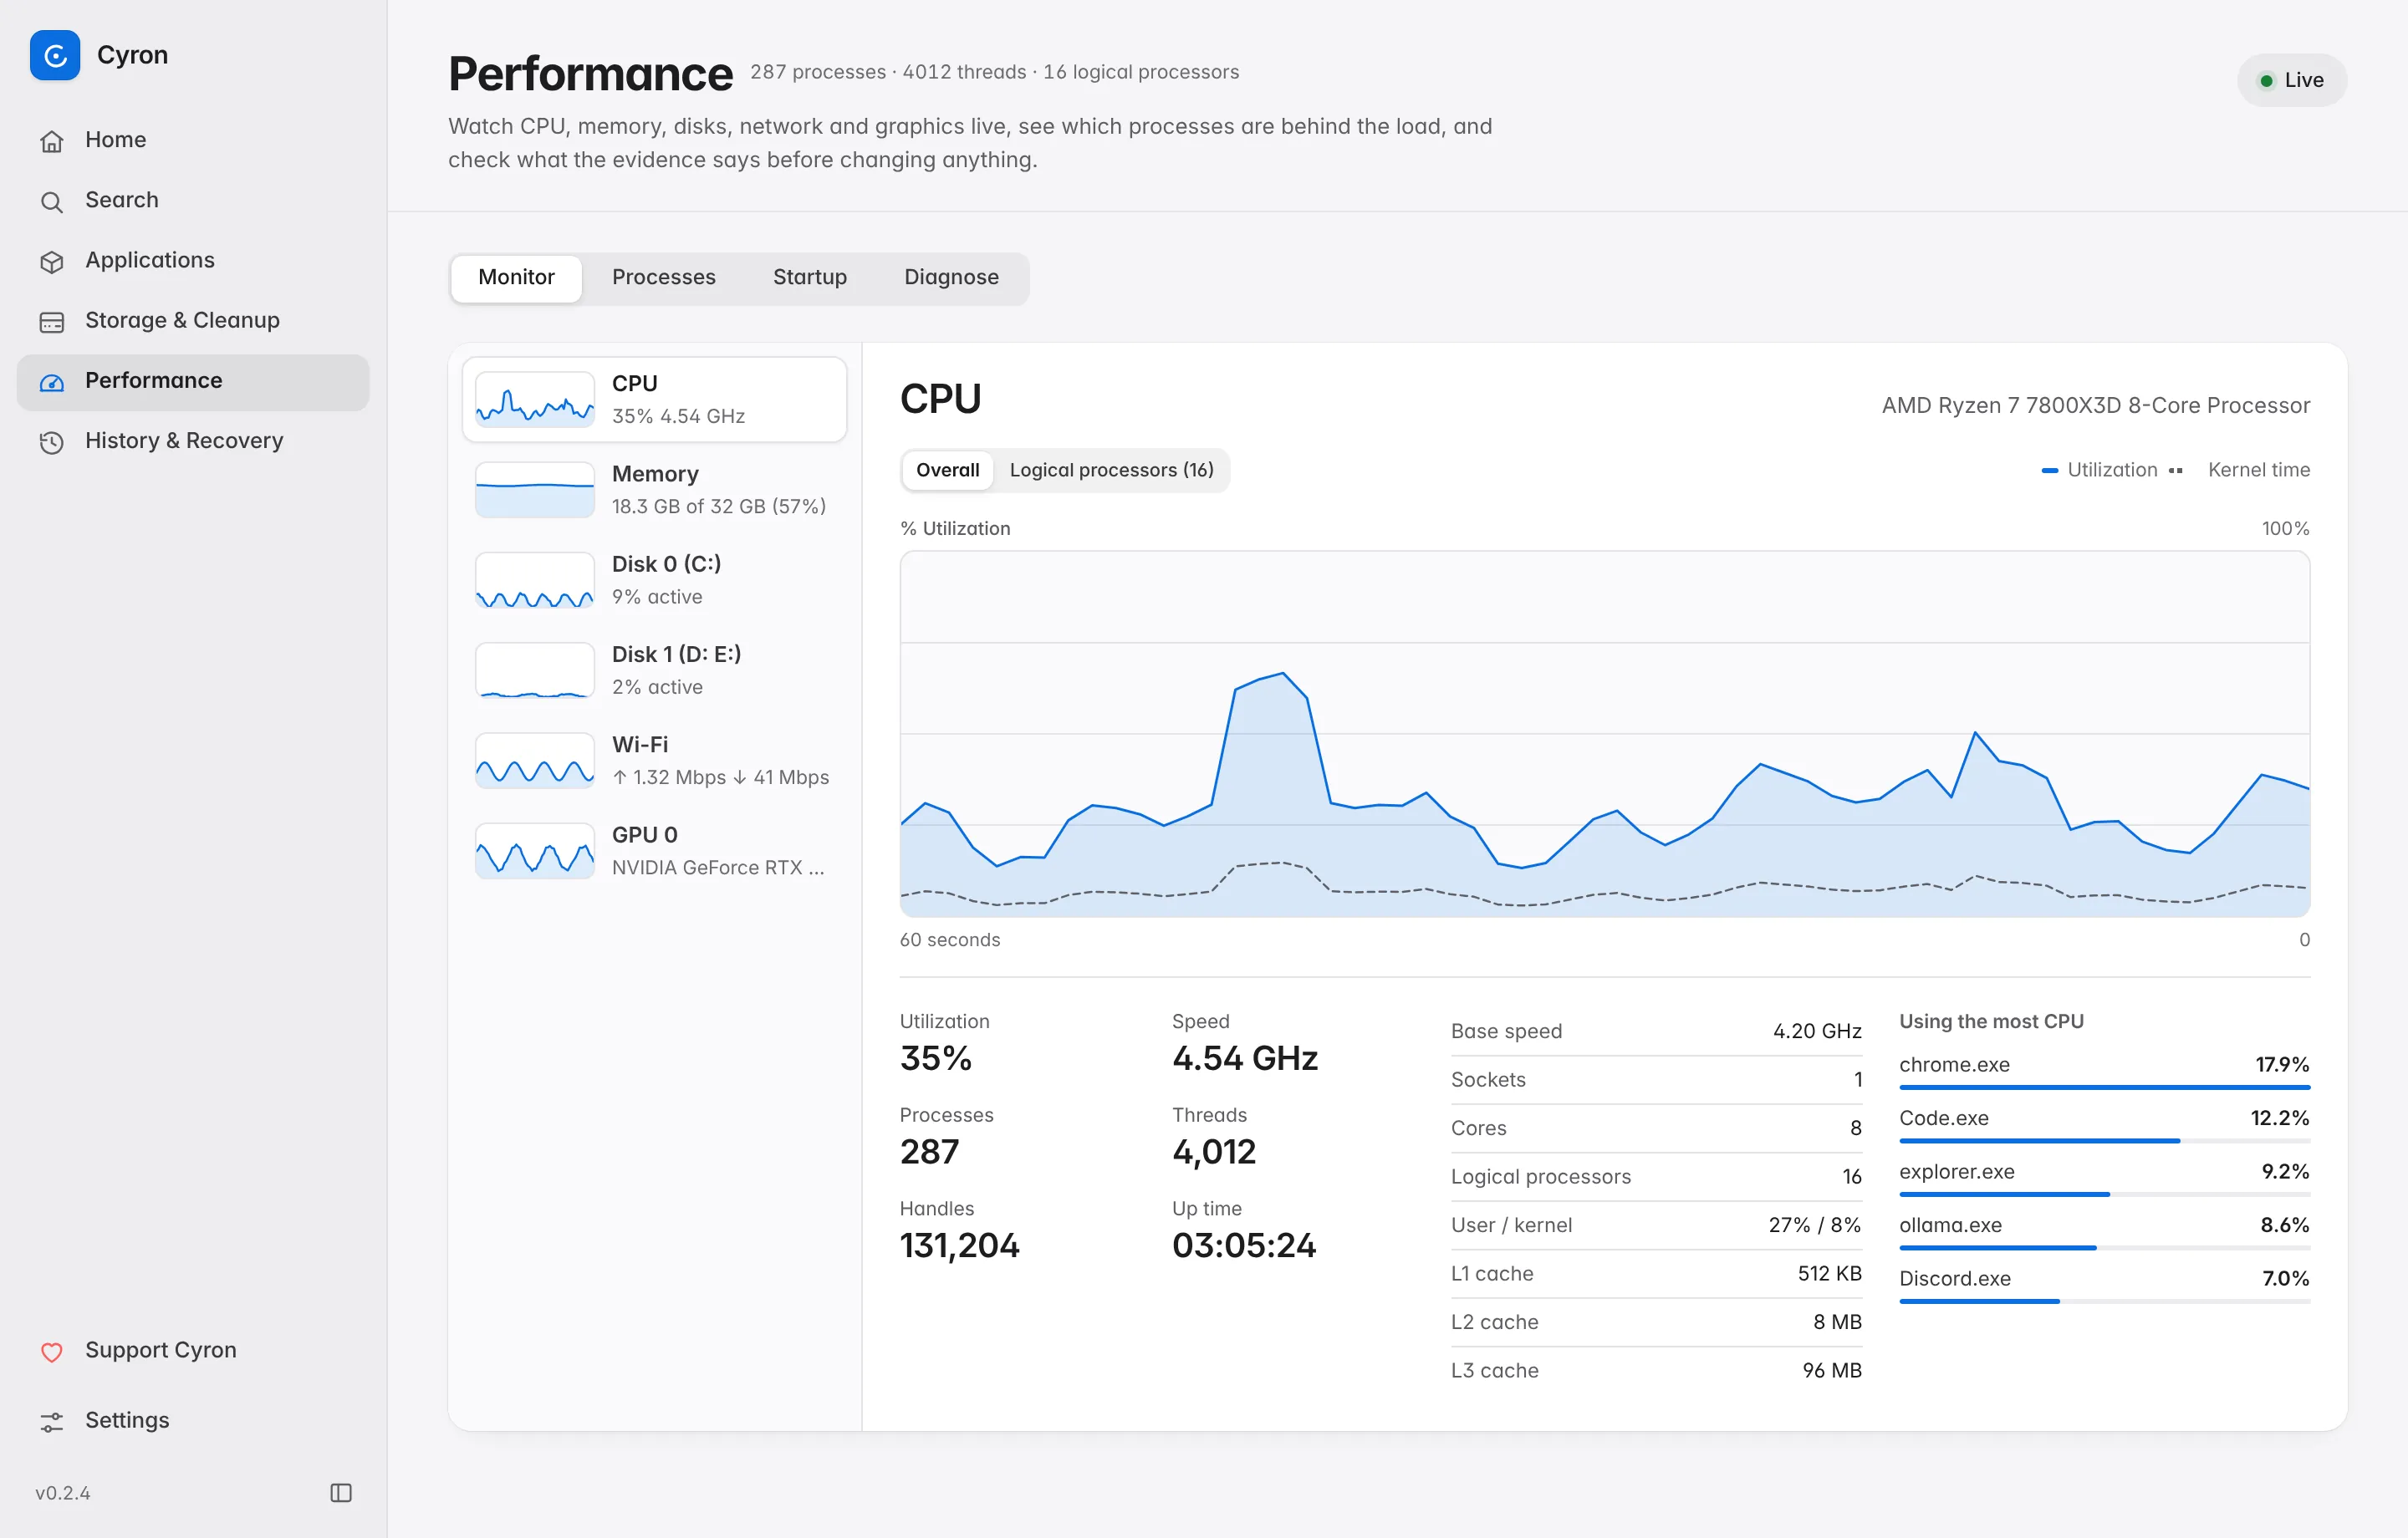 Cyron
Home
Search
Applications
Storage & Cleanup
Performance
History & Recovery
Support Cyron
Settings
v0.2.4
Performance 287 processes · 4012 threads · 16 logical processors
Watch CPU, memory, disks, network and graphics live, see which processes are behind the load, and
check what the evidence says before changing anything.
Live
Monitor Processes Startup Diagnose
CPU
35% 4.54 GHz
Memory
18.3 GB of 32 GB (57%)
Disk 0 (C:)
9% active
Disk 1 (D: E:)
2% active
Wi-Fi
↑ 1.32 Mbps ↓ 41 Mbps
GPU 0
NVIDIA GeForce RTX ...
CPU
AMD Ryzen 7 7800X3D 8-Core Processor
Overall Logical processors (16)
Utilization Kernel time
% Utilization 100%
60 seconds 0
Utilization
35%
Speed
4.54 GHz
Processes
287
Threads
4,012
Handles
131,204
Up time
03:05:24
Base speed 4.20 GHz
Sockets 1
Cores 8
Logical processors 16
User / kernel 27% / 8%
L1 cache 512 KB
L2 cache 8 MB
L3 cache 96 MB
Using the most CPU
chrome.exe 17.9%
Code.exe 12.2%
explorer.exe 9.2%
ollama.exe 8.6%
Discord.exe 7.0%